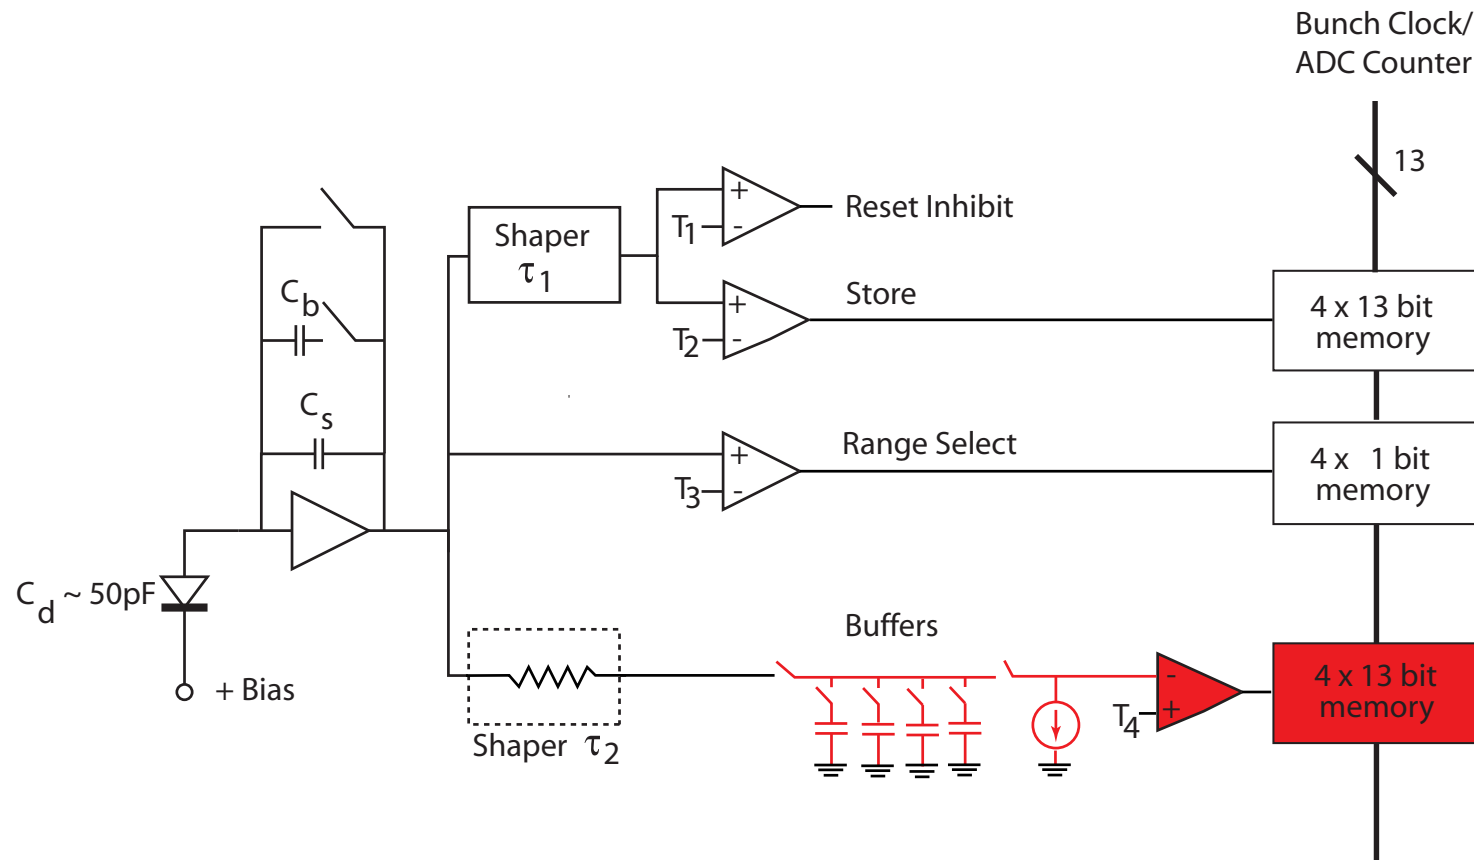 Bunch Clock/
ADC Counter
13
+
T1
-
Reset Inhibit
Shaper
τ1
+
T2
-
Store
4 x 13 bit
memory
Cb
Cs
+
T3
-
Range Select
4 x 1 bit
memory
Cd ~ 50pF
+ Bias
Shaper τ2
Buffers
-
T4
+
4 x 13 bit
memory